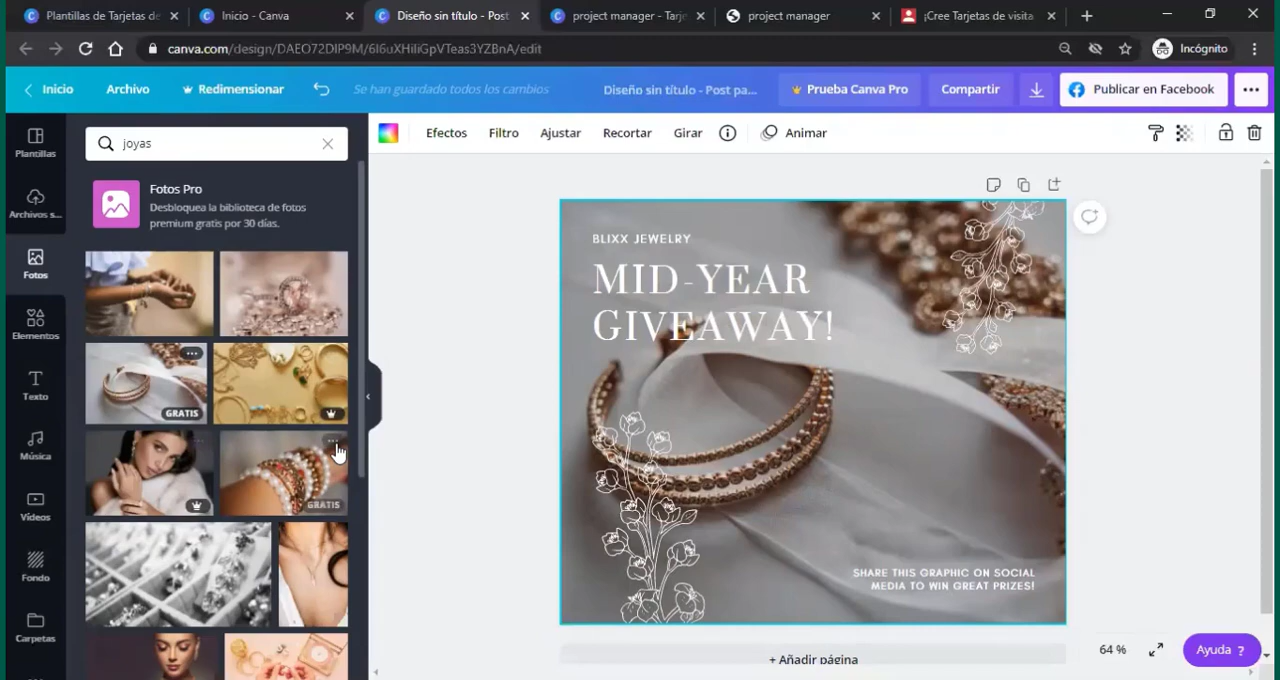 Plantillas de Tarjetas de
Inicio - Canva
Diseño sin título - Post
project manager - Tarje
project manager
¡Cree Tarjetas de visita
canva.com/design/DAEO72DIP9M/6I6uXHiliGpVTeas3YZBnA/edit
Incógnito
Inicio
Archivo
Redimensionar
Se han guardado todos los cambios
Diseño sin título - Post pa...
Prueba Canva Pro
Compartir
Publicar en Facebook
Efectos
Filtro
Ajustar
Recortar
Girar
Animar
Plantillas
Archivos s...
Fotos
Elementos
Texto
Música
Vídeos
Fondo
Carpetas
joyas
Fotos Pro
Desbloquea la biblioteca de fotos
premium gratis por 30 días.
GRATIS
GRATIS
BLIXX JEWELRY
MID-YEAR
GIVEAWAY!
SHARE THIS GRAPHIC ON SOCIAL
MEDIA TO WIN GREAT PRIZES!
+ Añadir página
64 %
Ayuda ?